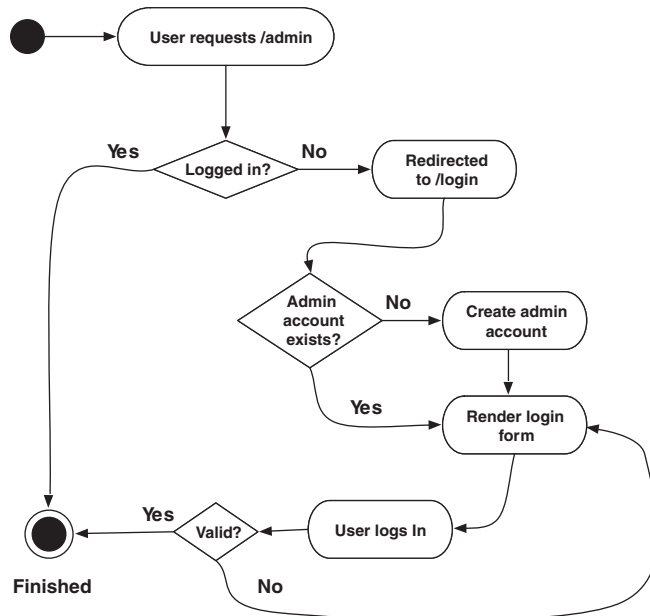 User requests /admin
Yes
Logged in?
No
Redirected
to /login
Admin
account
exists?
No
Create admin
account
Yes
Render login
form
Yes
Valid?
User logs In
Finished
No